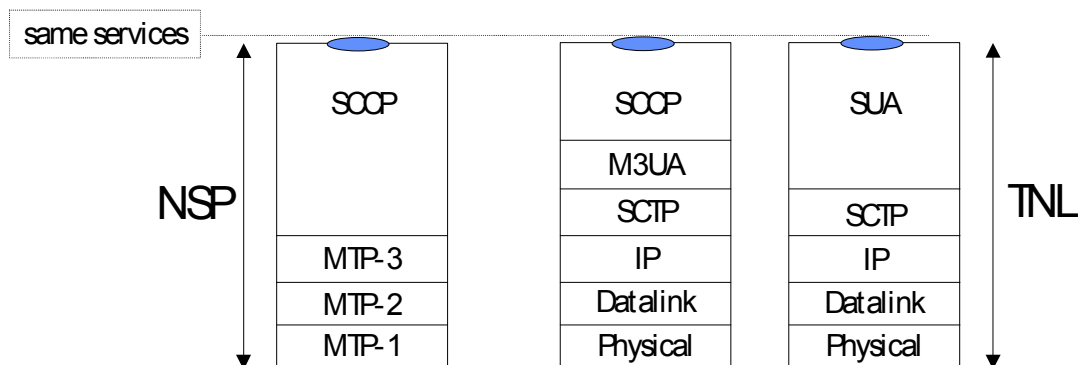 same services
NSP
SCCP
MTP-3
MTP-2
MTP-1
SCCP
M3UA
SCTP
IP
Datalink
Physical
SUA
SCTP
IP
Datalink
Physical
TNL